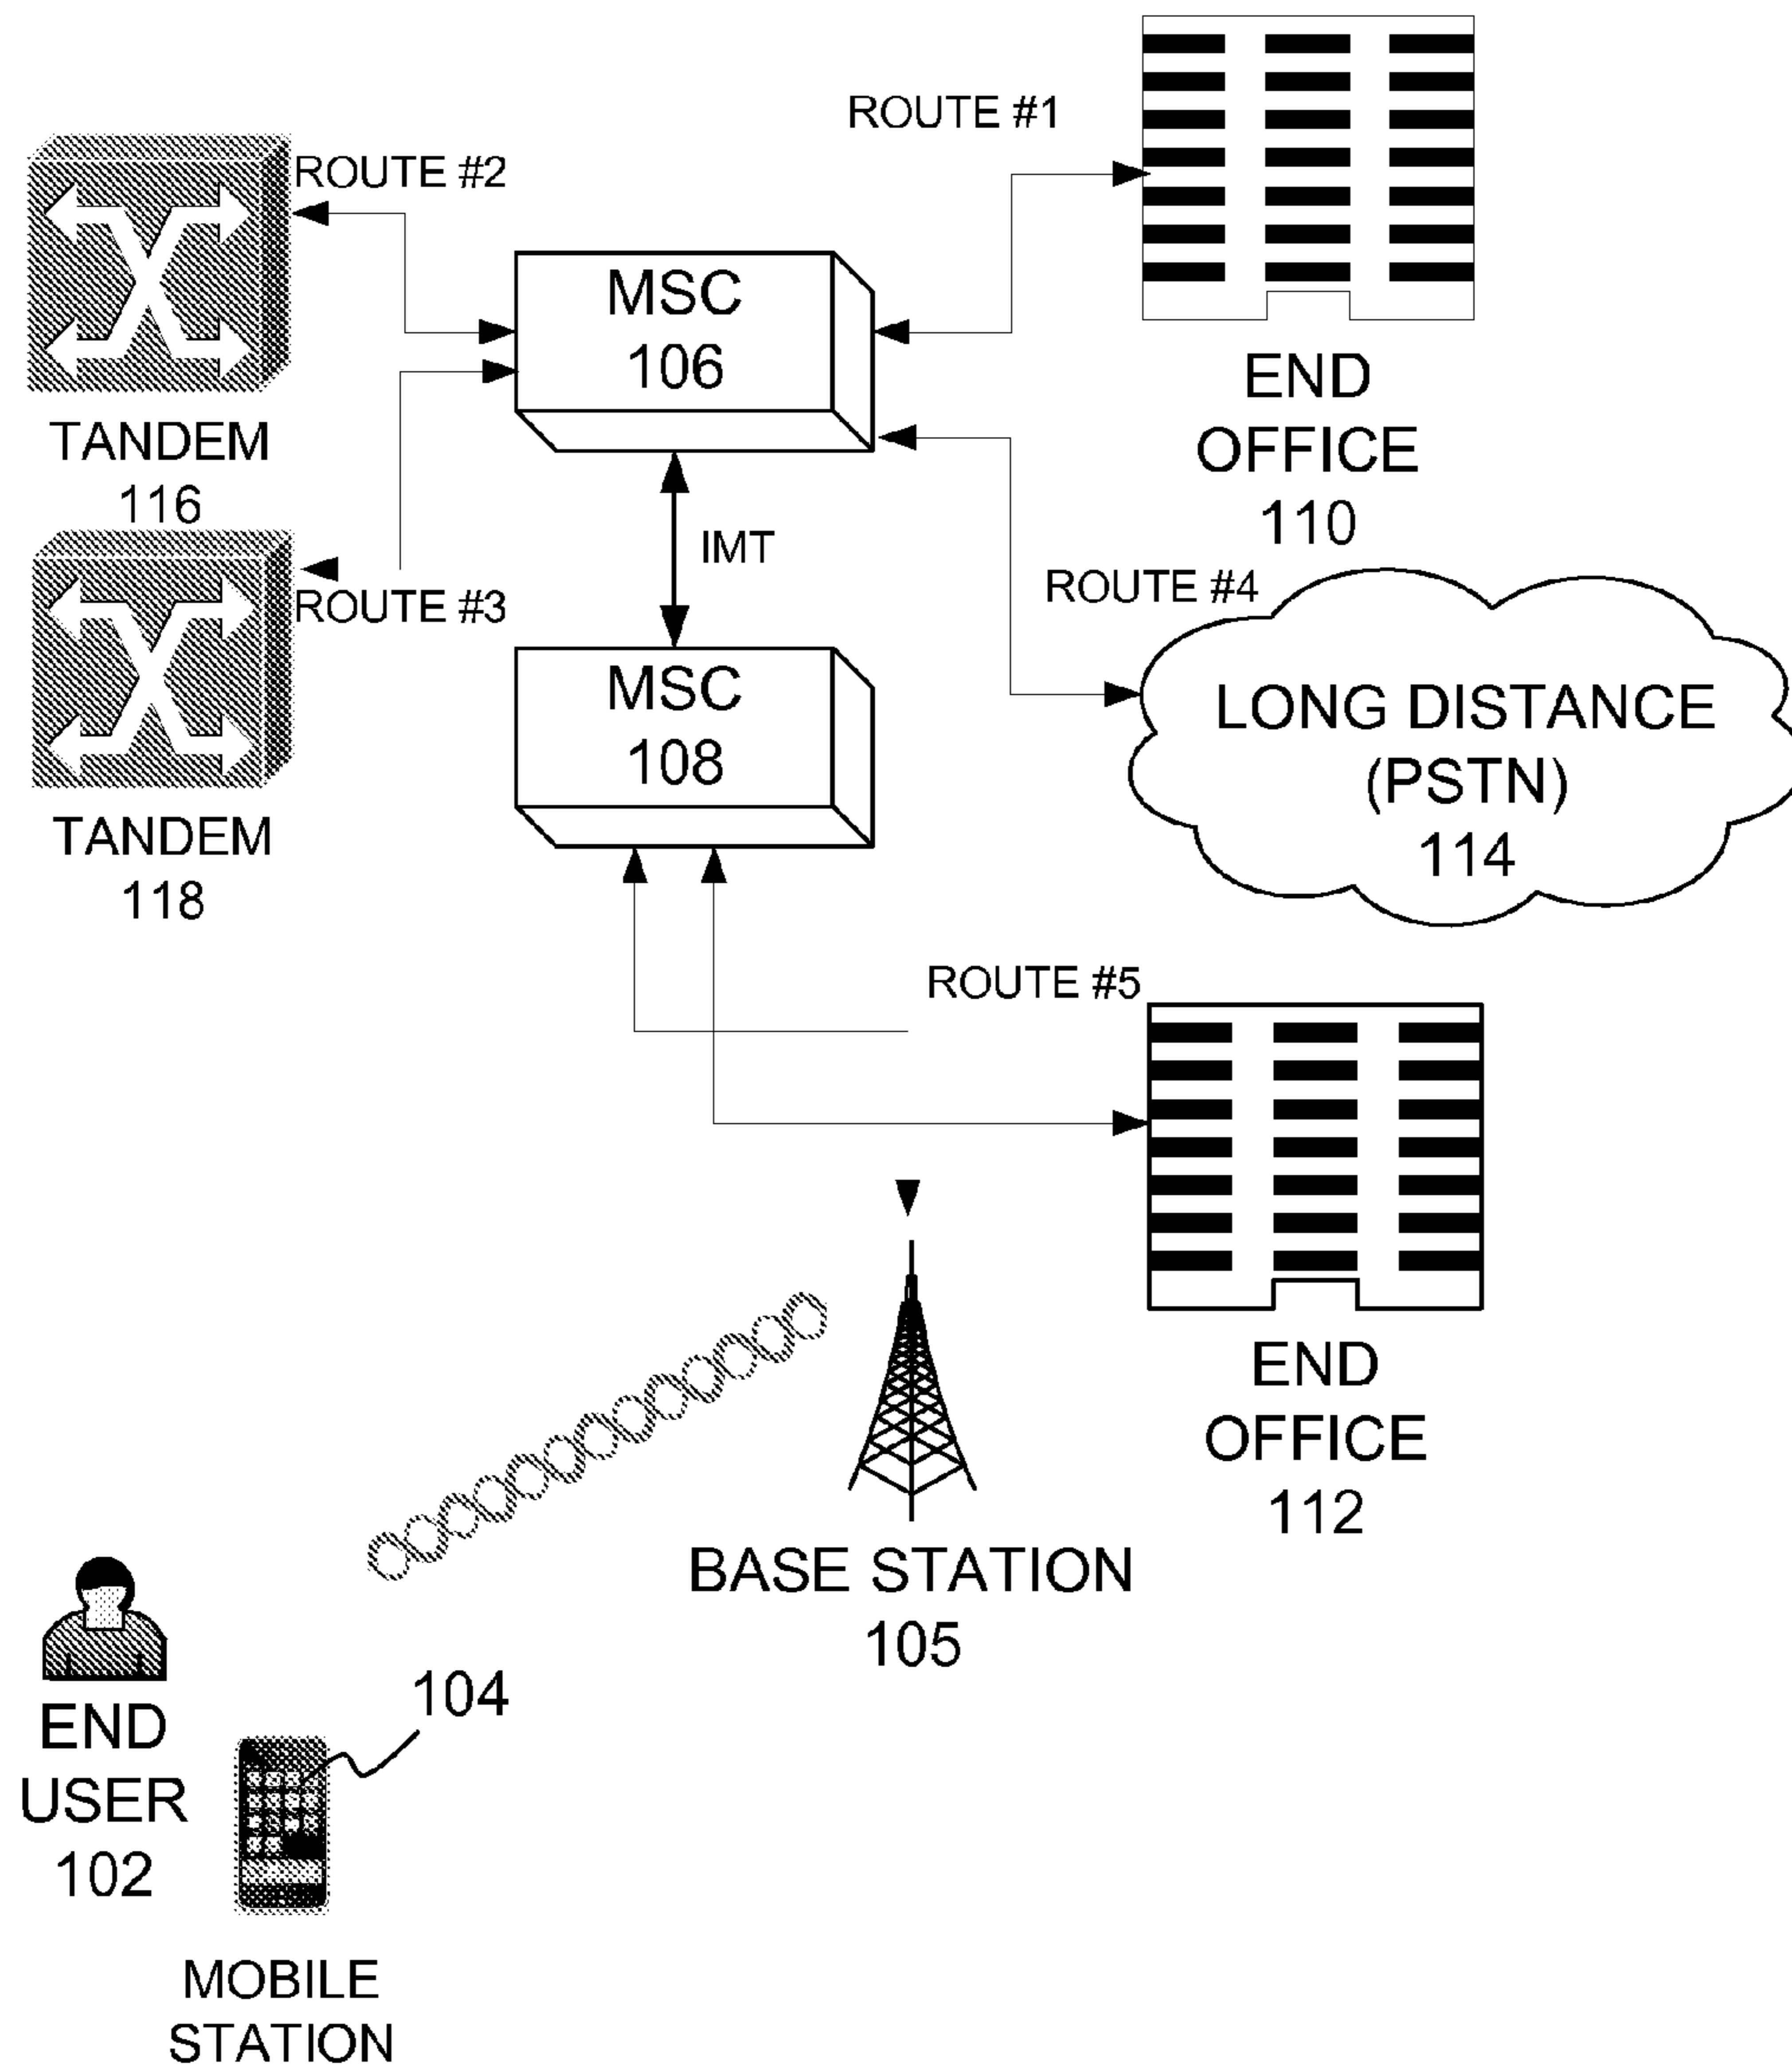 ROUTE #1
ROUTE #2
MSC
106
END
OFFICE
110
TANDEM
116
IMT
ROUTE #4
ROUTE #3
MSC
108
LONG DISTANCE
(PSTN)
114
TANDEM
118
ROUTE #5
END
OFFICE
112
BASE STATION
105
104
END
USER
102
MOBILE
STATION